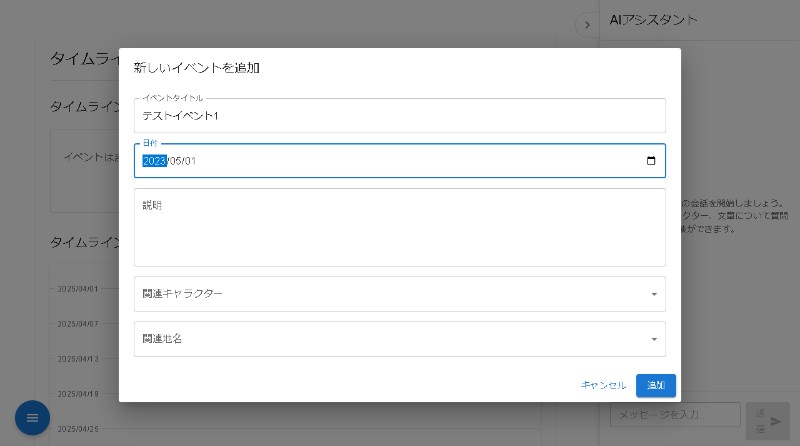 AIアシスタント
タイムライ
新しいイベントを追加
イベントタイトル
テストイベント1
タイムライン
日付
2023/05/01
イベントはま
説明
の会話を開始しましょう。
クター、文章について質問
ができます。
タイムライン
2025/04/01
関連キャラクター
2025/04/07
関連地名
2025/04/13
キャンセル
追加
2025/04/19
メッセージを入力
送信
2025/04/25